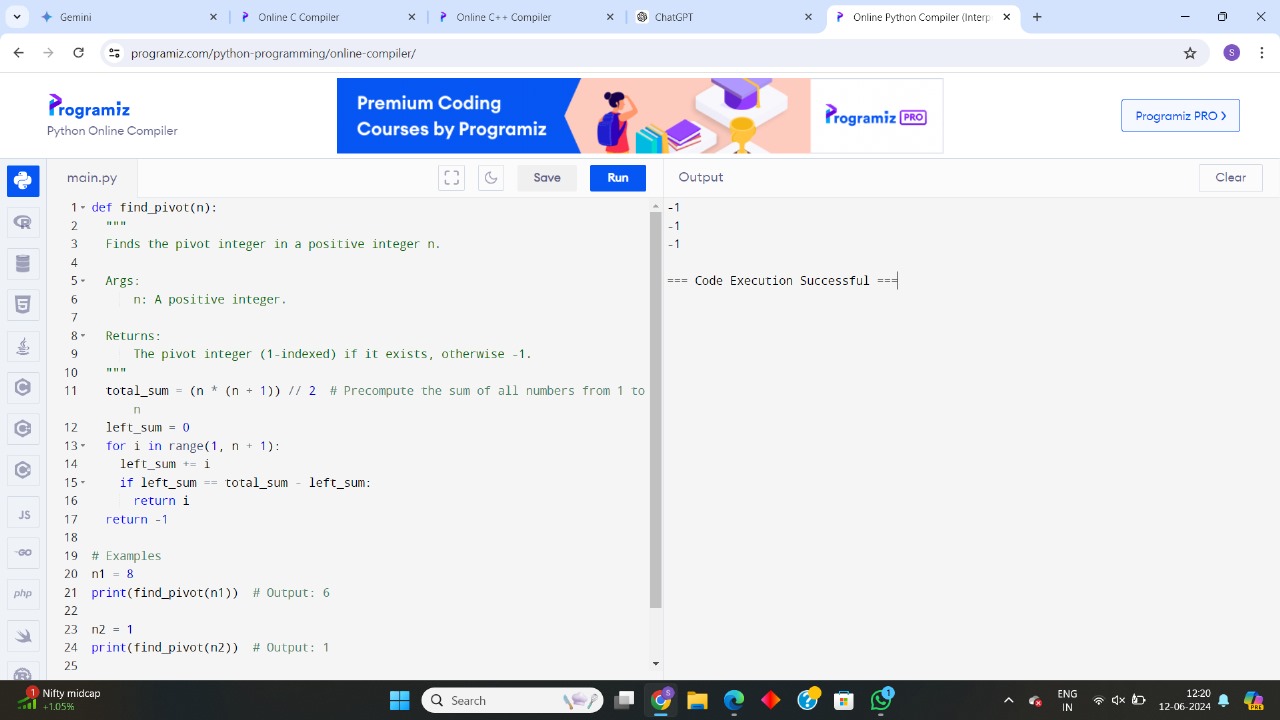 Gemini
Online C Compiler
Online C++ Compiler
ChatGPT
Online Python Compiler (Interp
programiz.com/python-programming/online-compiler/
S
Programiz
Python Online Compiler
Premium Coding
Courses by Programiz
Programiz PRO
Programiz PRO
main.py
Save
Run
Output
Clear
1 def find_pivot(n):
2 """
3 Finds the pivot integer in a positive integer n.
4
5 Args:
6 n: A positive integer.
7
8 Returns:
9 The pivot integer (1-indexed) if it exists, otherwise -1.
10 """
11 total_sum = (n * (n + 1)) // 2 # Precompute the sum of all numbers from 1 to
n
12 left_sum = 0
13 for i in range(1, n + 1):
14 left_sum += i
15 if left_sum == total_sum - left_sum:
16 return i
17 return -1
18
19 # Examples
20 n1 = 8
21 print(find_pivot(n1)) # Output: 6
22
23 n2 = 1
24 print(find_pivot(n2)) # Output: 1
25
-1
-1
-1
=== Code Execution Successful ===
JS
GO
php
1
Nifty midcap
+1.05%
Search
S
1
ENG
IN
12:20
12-06-2024
PRE